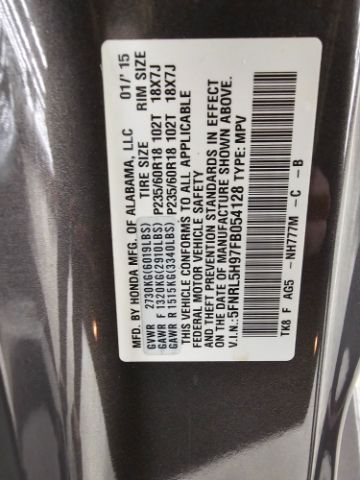 MFD. BY HONDA MFG. OF ALABAMA, LLC 01/'15
TIRE SIZE RIM SIZE
GVWR 2730KG(6019LBS)
GAWR F 1320KG(2910LBS) P235/60R18 102T 18X7J
GAWR R 1515KG(3340LBS) P235/60R18 102T 18X7J
THIS VEHICLE CONFORMS TO ALL APPLICABLE
FEDERAL MOTOR VEHICLE SAFETY
AND THEFT PREVENTION STANDARDS IN EFFECT
ON THE DATE OF MANUFACTURE SHOWN ABOVE.
V.I.N.:5FNRL5H97FB054128 TYPE: MPV
TK8 F AG5 -NH777M -C -B